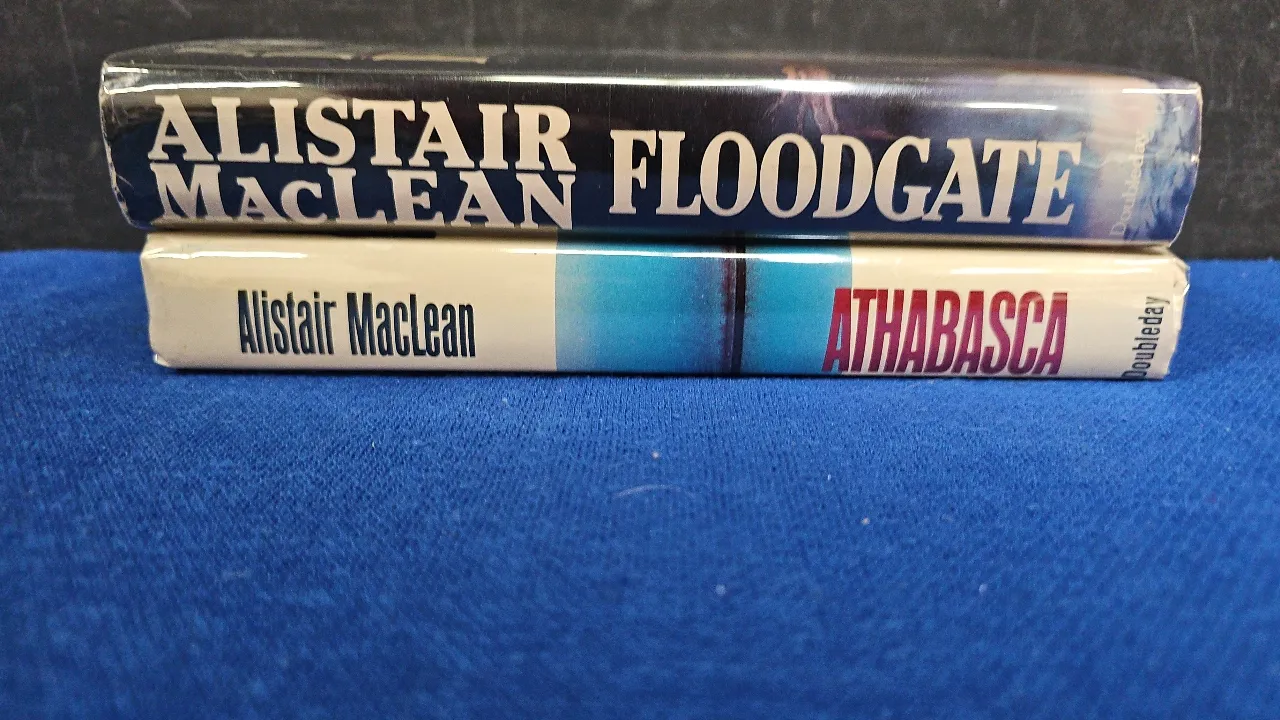 ALISTAIR
MACLEAN
FLOODGATE
Doubleday
Alistair MacLean
ATHABASCA
Doubleday